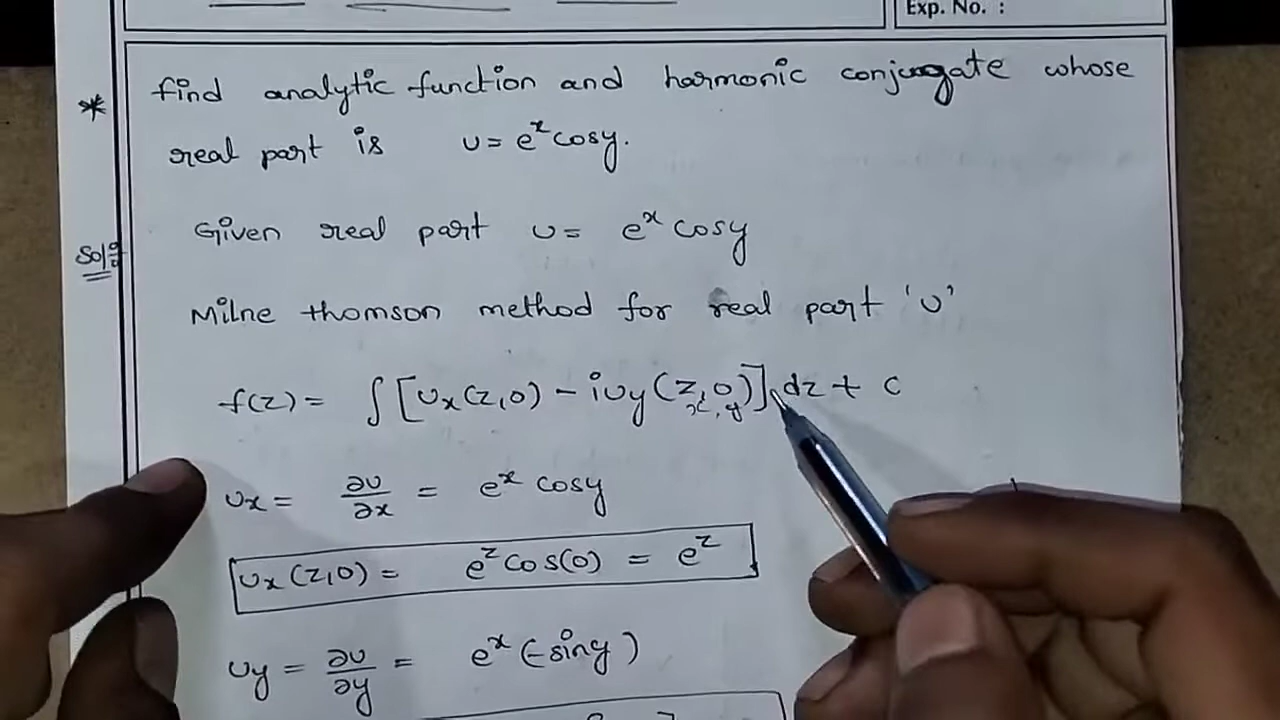 Exp. No. :
* find analytic function and harmonic conjugate whose
real part is u = e^x cosy.
Sol:
Given real part u = e^x cosy
Milne thomson method for real part 'u'
f(z) = ∫[ux(z,0) - iuy(z,0)] dz + c
x, y
ux = ∂u/∂x = e^x cosy
ux(z,0) = e^z cos(0) = e^z
uy = ∂u/∂y = e^x (-siny)